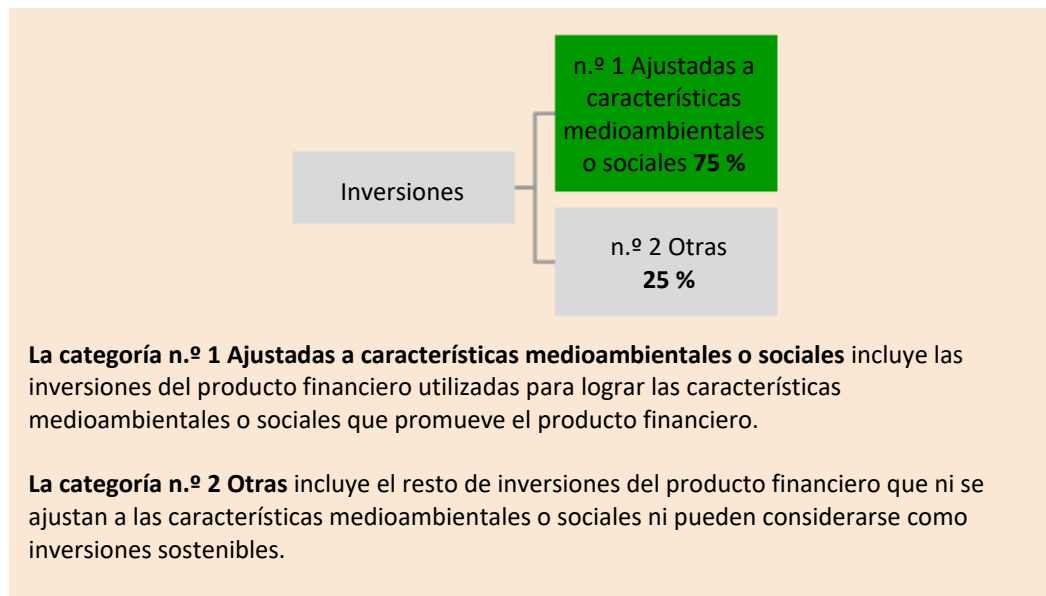 n.º 1 Ajustadas a
características
medioambientales
o sociales 75 %
Inversiones
n.º 2 Otras
25 %
La categoría n.º 1 Ajustadas a características medioambientales o sociales incluye las
inversiones del producto financiero utilizadas para lograr las características
medioambientales o sociales que promueve el producto financiero.
La categoría n.º 2 Otras incluye el resto de inversiones del producto financiero que ni se
ajustan a las características medioambientales o sociales ni pueden considerarse como
inversiones sostenibles.